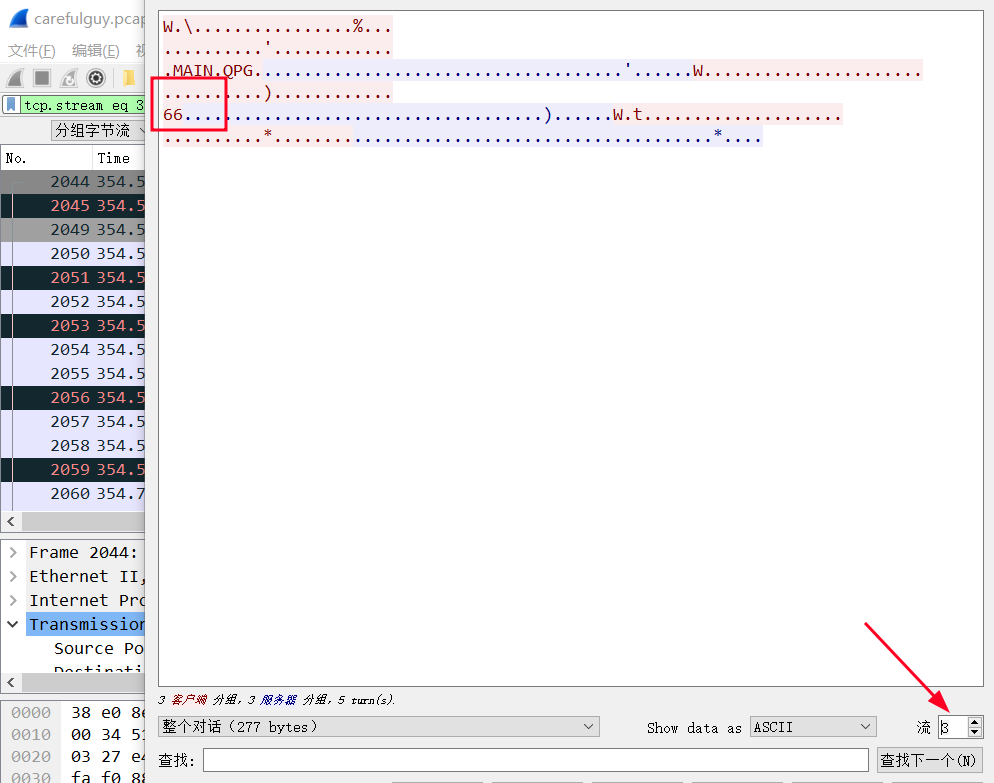 carefulguy.pcap
文件(F) 编辑(E) 视
tcp.stream eq 3
分组字节流
No. Time
2044 354.5
2045 354.5
2049 354.5
2050 354.5
2051 354.5
2052 354.5
2053 354.5
2054 354.5
2055 354.5
2056 354.5
2057 354.5
2058 354.5
2059 354.5
2060 354.7
Frame 2044:
Ethernet II,
Internet Pro
Transmission
Source Po
Destinati
0000 38 e0 8e
0010 00 34 51
0020 03 27 e4
0030 fa f0 88
W.\................%...
..........'............
.MAIN.QPG.....................................'......W......................
..........)............
66....................................).......W.t....................
..........*............................................*....
3 客户端 分组, 3 服务器 分组, 5 turn(s).
整个对话 (277 bytes)
Show data as ASCII
流 3
查找:
查找下一个(N)